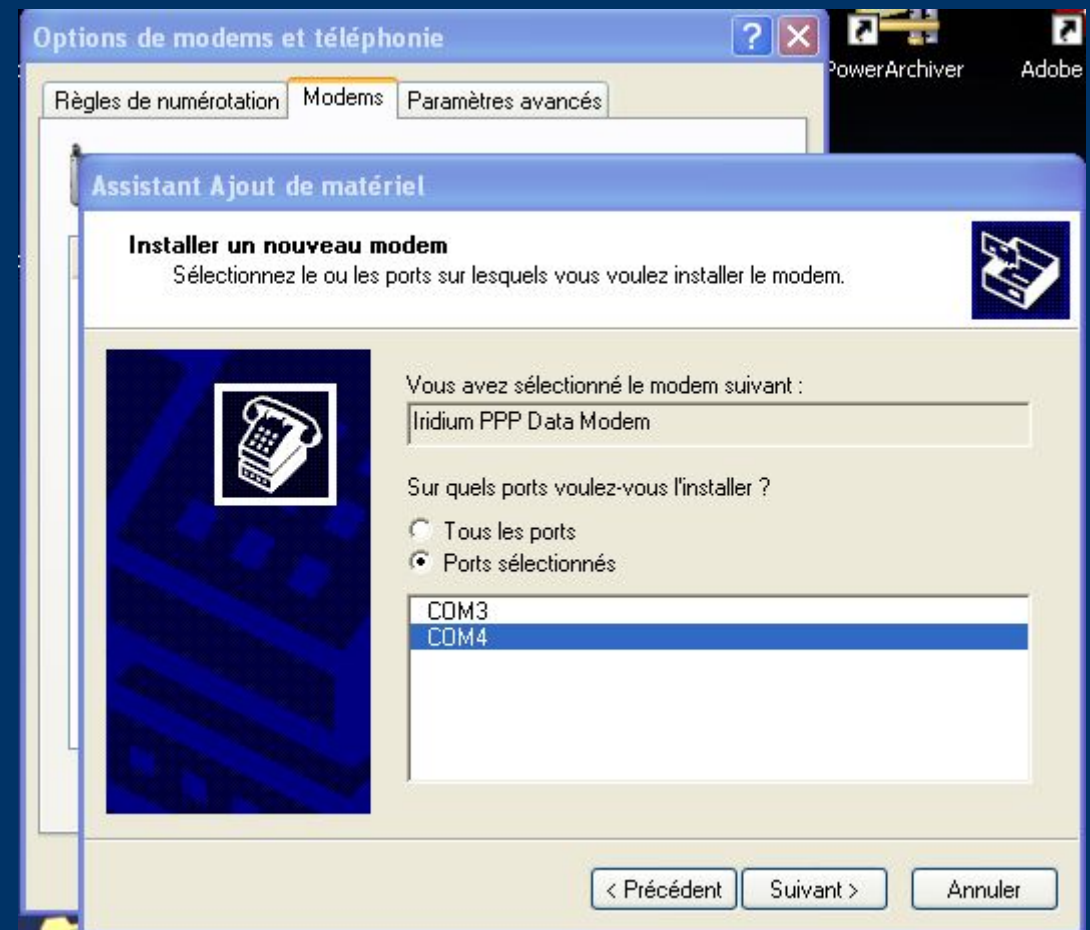 Options de modems et téléphonie
PowerArchiver
Adobe
Règles de numérotation
Modems
Paramètres avancés
Assistant Ajout de matériel
Installer un nouveau modem
Sélectionnez le ou les ports sur lesquels vous voulez installer le modem.
Vous avez sélectionné le modem suivant :
Iridium PPP Data Modem
Sur quels ports voulez-vous l'installer ?
Tous les ports
Ports sélectionnés
COM3
COM4
< Précédent
Suivant >
Annuler